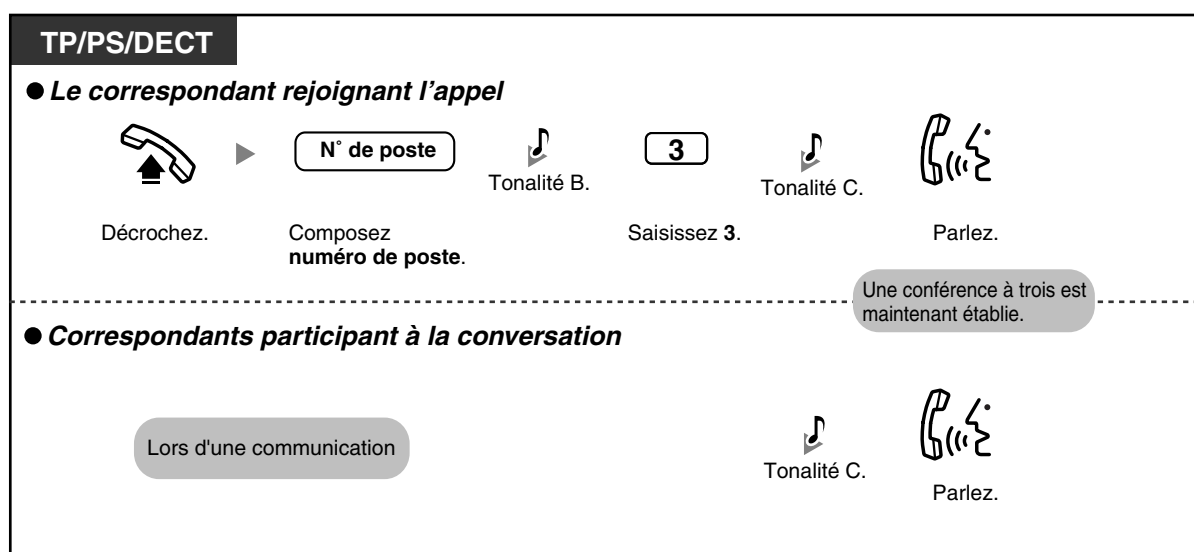 TP/PS/DECT
● Le correspondant rejoignant l’appel
N˚ de poste
Tonalité B.
3
Tonalité C.
Décrochez.
Composez
numéro de poste.
Saisissez 3.
Parlez.
Une conférence à trois est
maintenant établie.
● Correspondants participant à la conversation
Lors d'une communication
Tonalité C.
Parlez.